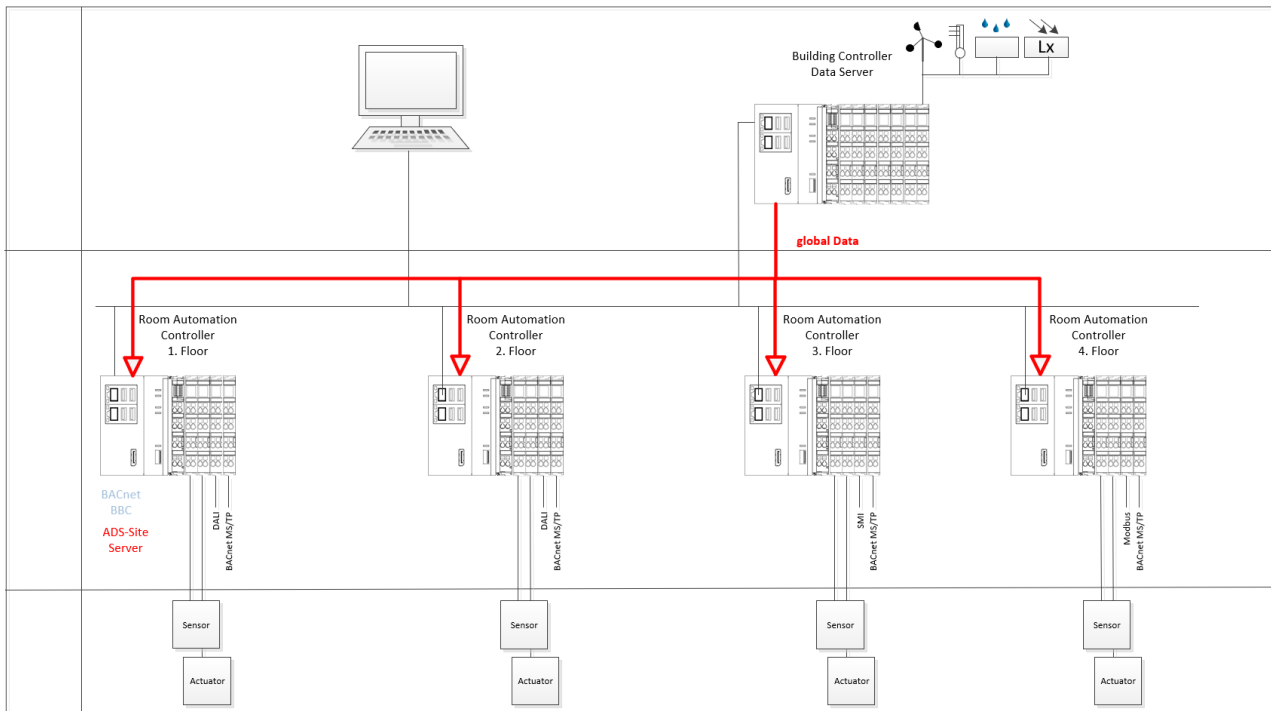 Building Controller
Data Server
Lx
global Data
Room Automation
Controller
1. Floor
Room Automation
Controller
2. Floor
Room Automation
Controller
3. Floor
Room Automation
Controller
4. Floor
BACnet
BBC
ADS-Site
Server
DALI
BACnet MS/TP
DALI
BACnet MS/TP
SMI
BACnet MS/TP
Modbus
BACnet MS/TP
Sensor
Sensor
Sensor
Sensor
Actuator
Actuator
Actuator
Actuator